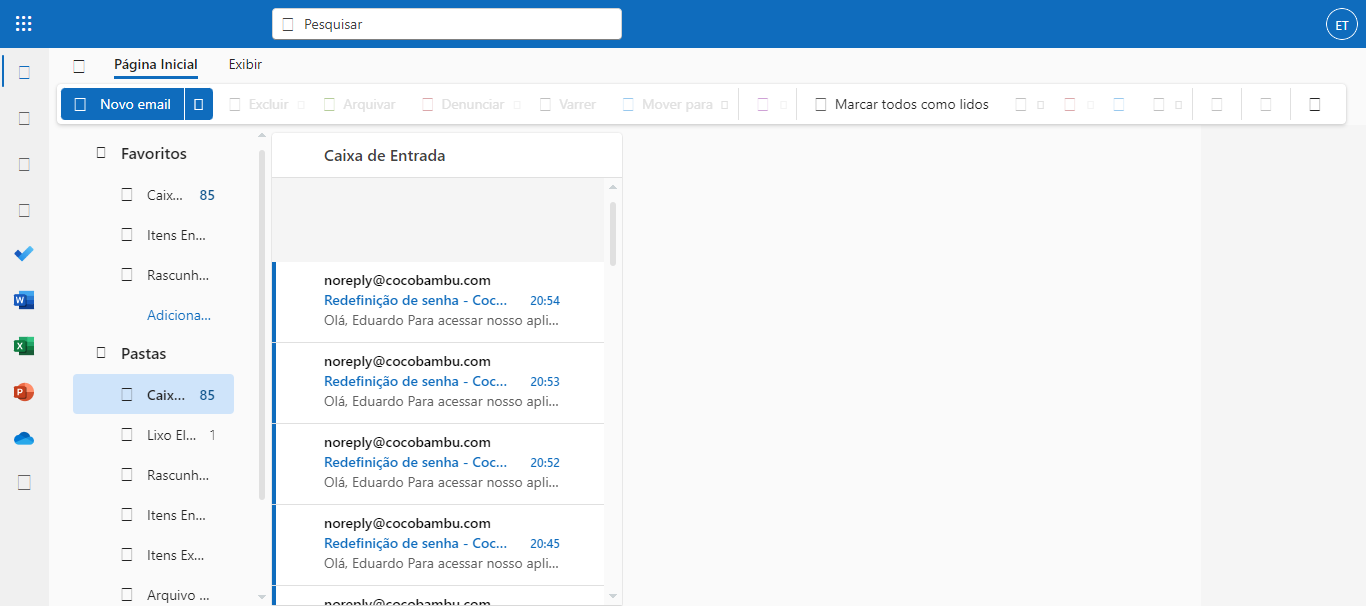 Pesquisar
ET
Página Inicial
Exibir
Novo email
Excluir
Arquivar
Denunciar
Varrer
Mover para
Marcar todos como lidos
Favoritos
Caix... 85
Itens En...
Rascunh...
Adiciona...
Pastas
Caix... 85
Lixo El... 1
Rascunh...
Itens En...
Itens Ex...
Arquivo ...
Caixa de Entrada
noreply@cocobambu.com
Redefinição de senha - Coc... 20:54
Olá, Eduardo Para acessar nosso apli...
noreply@cocobambu.com
Redefinição de senha - Coc... 20:53
Olá, Eduardo Para acessar nosso apli...
noreply@cocobambu.com
Redefinição de senha - Coc... 20:52
Olá, Eduardo Para acessar nosso apli...
noreply@cocobambu.com
Redefinição de senha - Coc... 20:45
Olá, Eduardo Para acessar nosso apli...
noreply@cocobambu.com